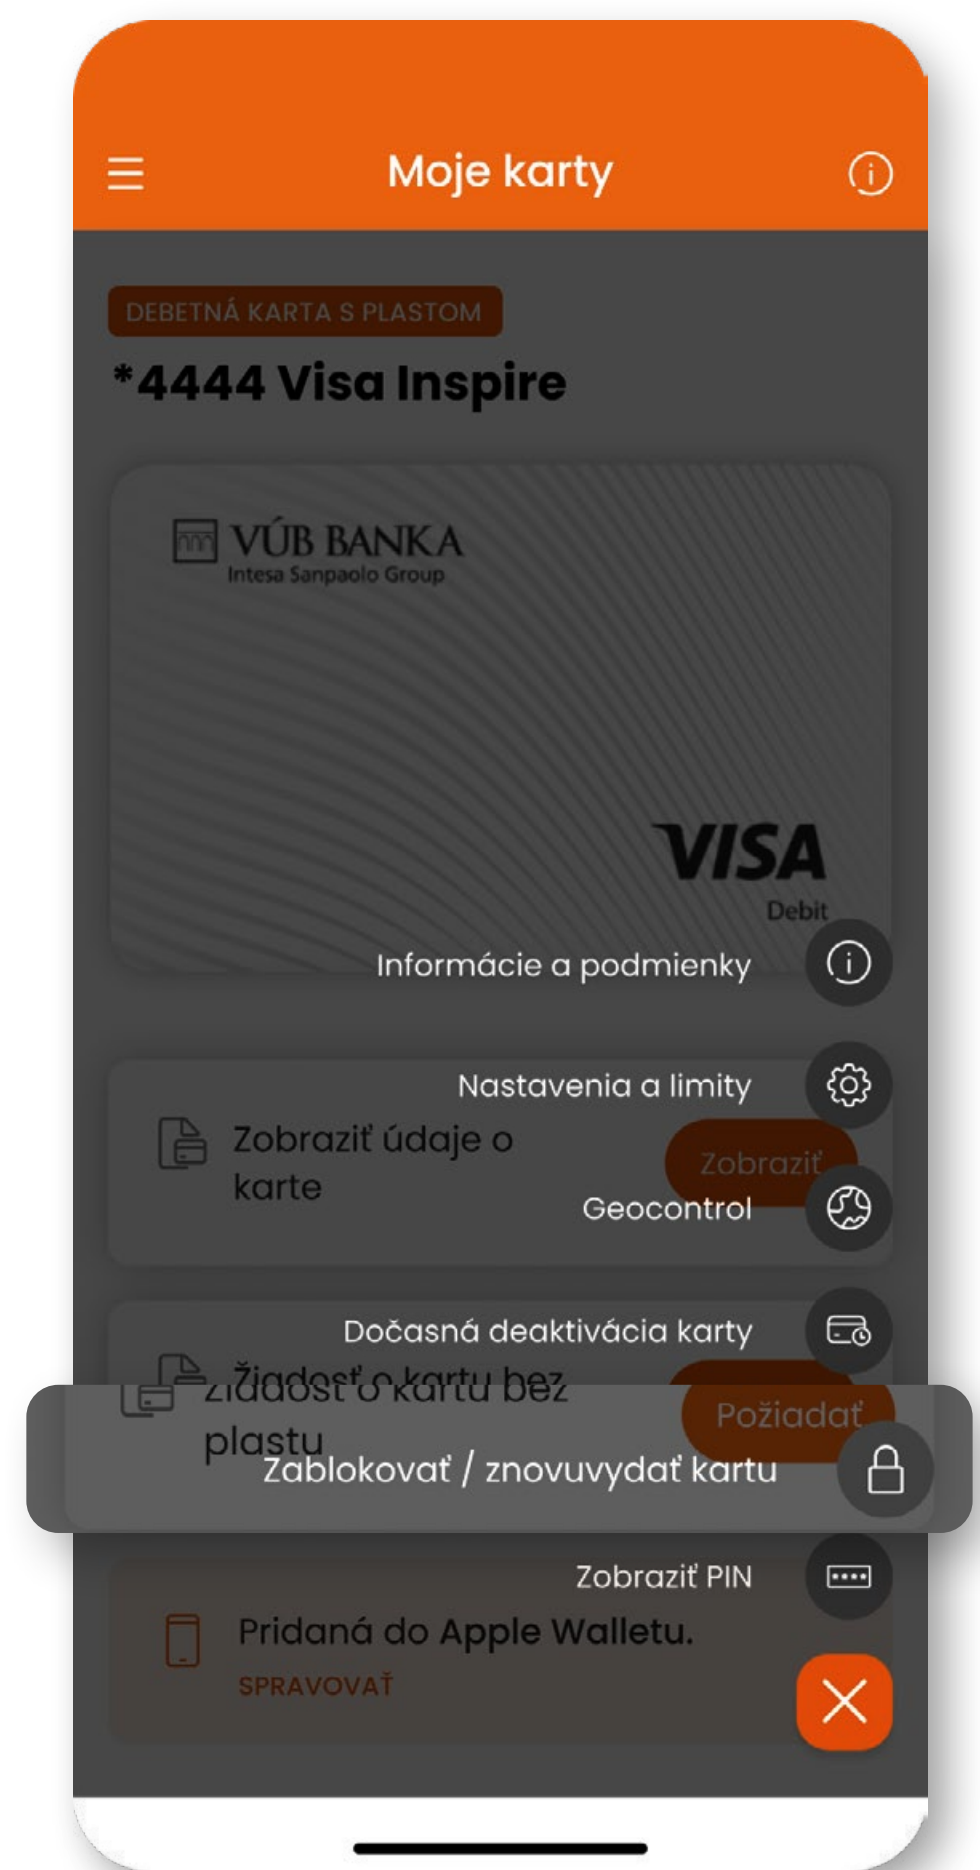 Moje karty
DEBETNÁ KARTA S PLASTOM
*4444 Visa Inspire
VÚB BANKA
Intesa Sanpaolo Group
VISA
Debit
Informácie a podmienky
Nastavenia a limity
Zobraziť údaje o
karte
Zobraziť
Geocontrol
Dočasná deaktivácia karty
Žiadosť o kartu bez
plastu
Požiadať
Zablokovať / znovuvydať kartu
Zobraziť PIN
Pridaná do Apple Walletu.
SPRAVOVAŤ